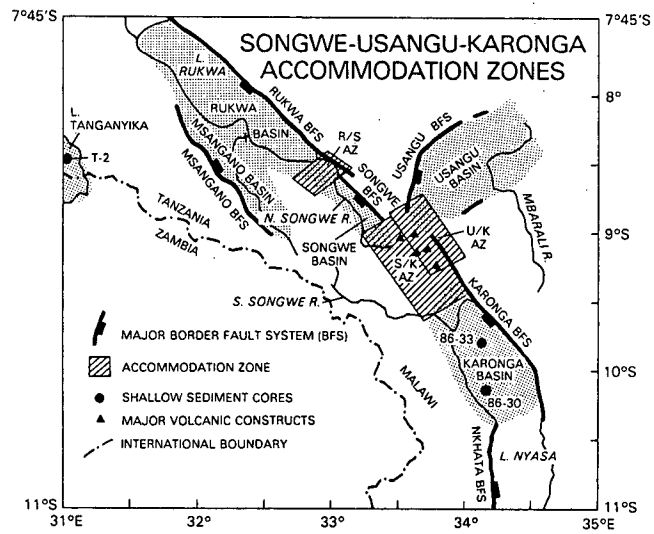 7°45'S
7°45'S
SONGWE-USANGU-KARONGA
ACCOMMODATION ZONES
L.
RUKWA
RUKWA
BASIN
RUKWA BFS
8°
L.
TANGANYIKA
T-2
MSANGANO BASIN
MSANGANO BFS
R/S
AZ
SONGWE
BFS
USANGU BFS
USANGU
BASIN
MBARALI R.
TANZANIA
ZAMBIA
N. SONGWE R.
SONGWE
BASIN
U/K
AZ
9°S
S/K
AZ
S. SONGWE R.
KARONGA BFS
MAJOR BORDER FAULT SYSTEM (BFS)
ACCOMMODATION ZONE
SHALLOW SEDIMENT CORES
MAJOR VOLCANIC CONSTRUCTS
INTERNATIONAL BOUNDARY
86-33
KARONGA
BASIN
10°S
86-30
MALAWI
NKHATA BFS
L. NYASA
11°S
11°S
31°E
32°
33°
34°
35°E